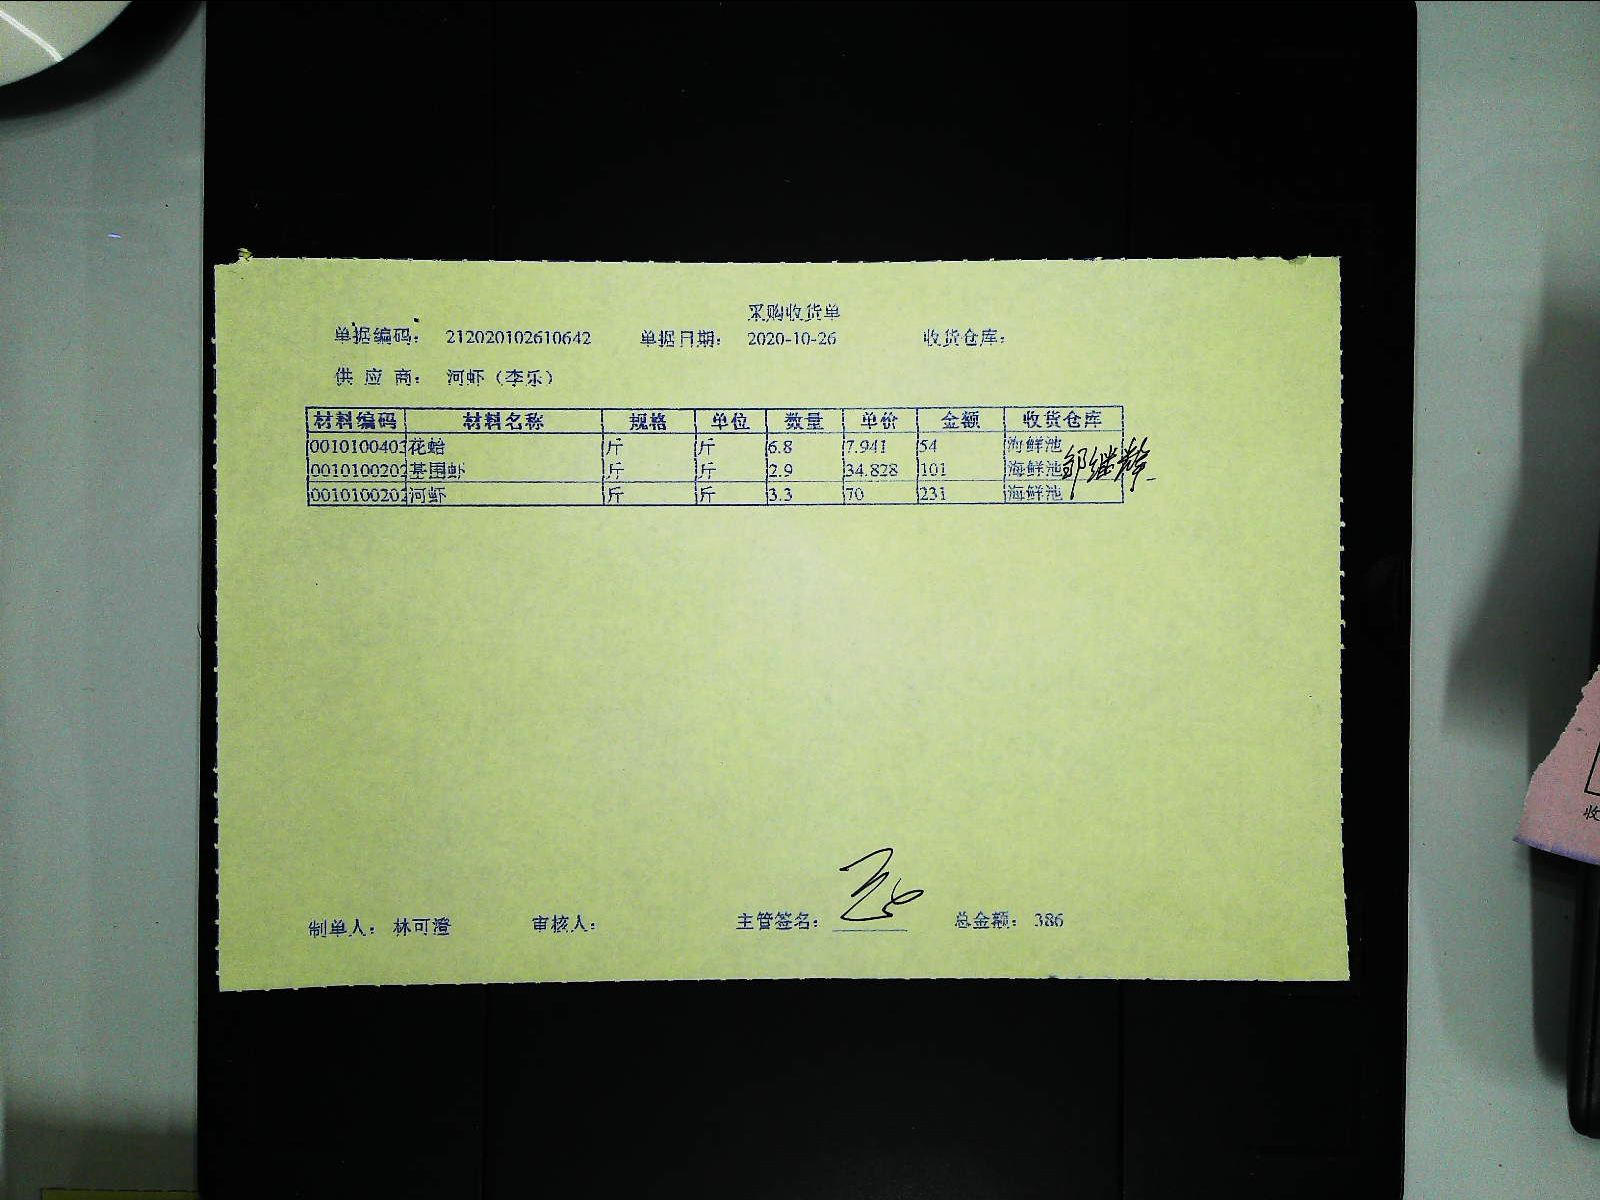 采购收货单
单据编码： 212020102610642 单据日期： 2020-10-26 收货仓库：
供 应 商： 河虾（李乐）
材料编码 材料名称 规格 单位 数量 单价 金额 收货仓库
0010100403 花蛤 斤 斤 6.8 7.941 54 海鲜池
0010100202 基围虾 斤 斤 2.9 34.828 101 海鲜池
0010100202 河虾 斤 斤 3.3 70 231 海鲜池
制单人： 林可澄 审核人： 主管签名： 总金额： 386
收